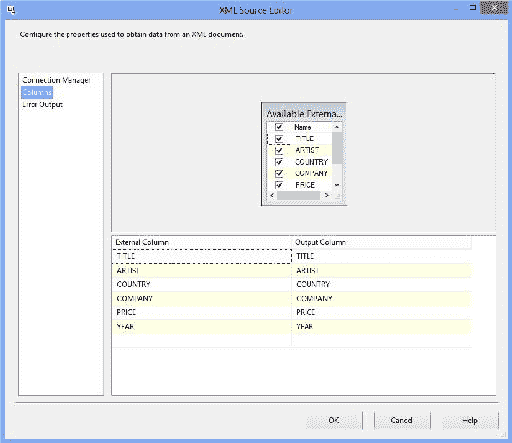 XML Source Editor
Configure the properties used to obtain data from an XML document.
Connection Manager
Columns
Error Output
Available Externa...
Name
TITLE
ARTIST
COUNTRY
COMPANY
PRICE
External Column Output Column
TITLE TITLE
ARTIST ARTIST
COUNTRY COUNTRY
COMPANY COMPANY
PRICE PRICE
YEAR YEAR
OK Cancel Help